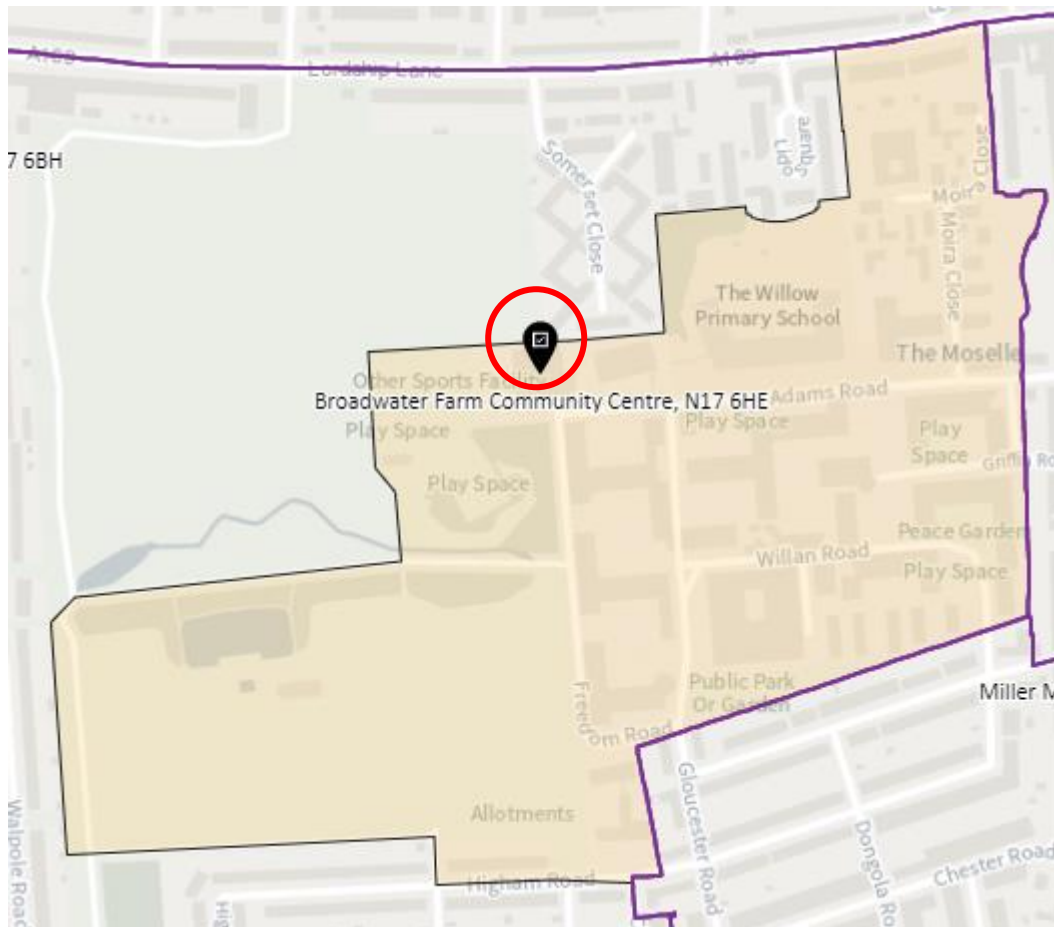 A109
Lordship Lane
A109
7 6BH
Somerset Close
Lido
Square
Moira Close
Moira Close
The Willow
Primary School
The Moselle
Other Sports Facility
Broadwater Farm Community Centre, N17 6HE
Adams Road
Play Space
Play Space
Play
Space
Griffin Ro
Play Space
Peace Garden
Willan Road
Play Space
Public Park
Or Garden
Miller M
Freedom Road
Allotments
Gloucester Road
Walpole Road
Dongola Ro
Chester Road
Higham Road
Hig